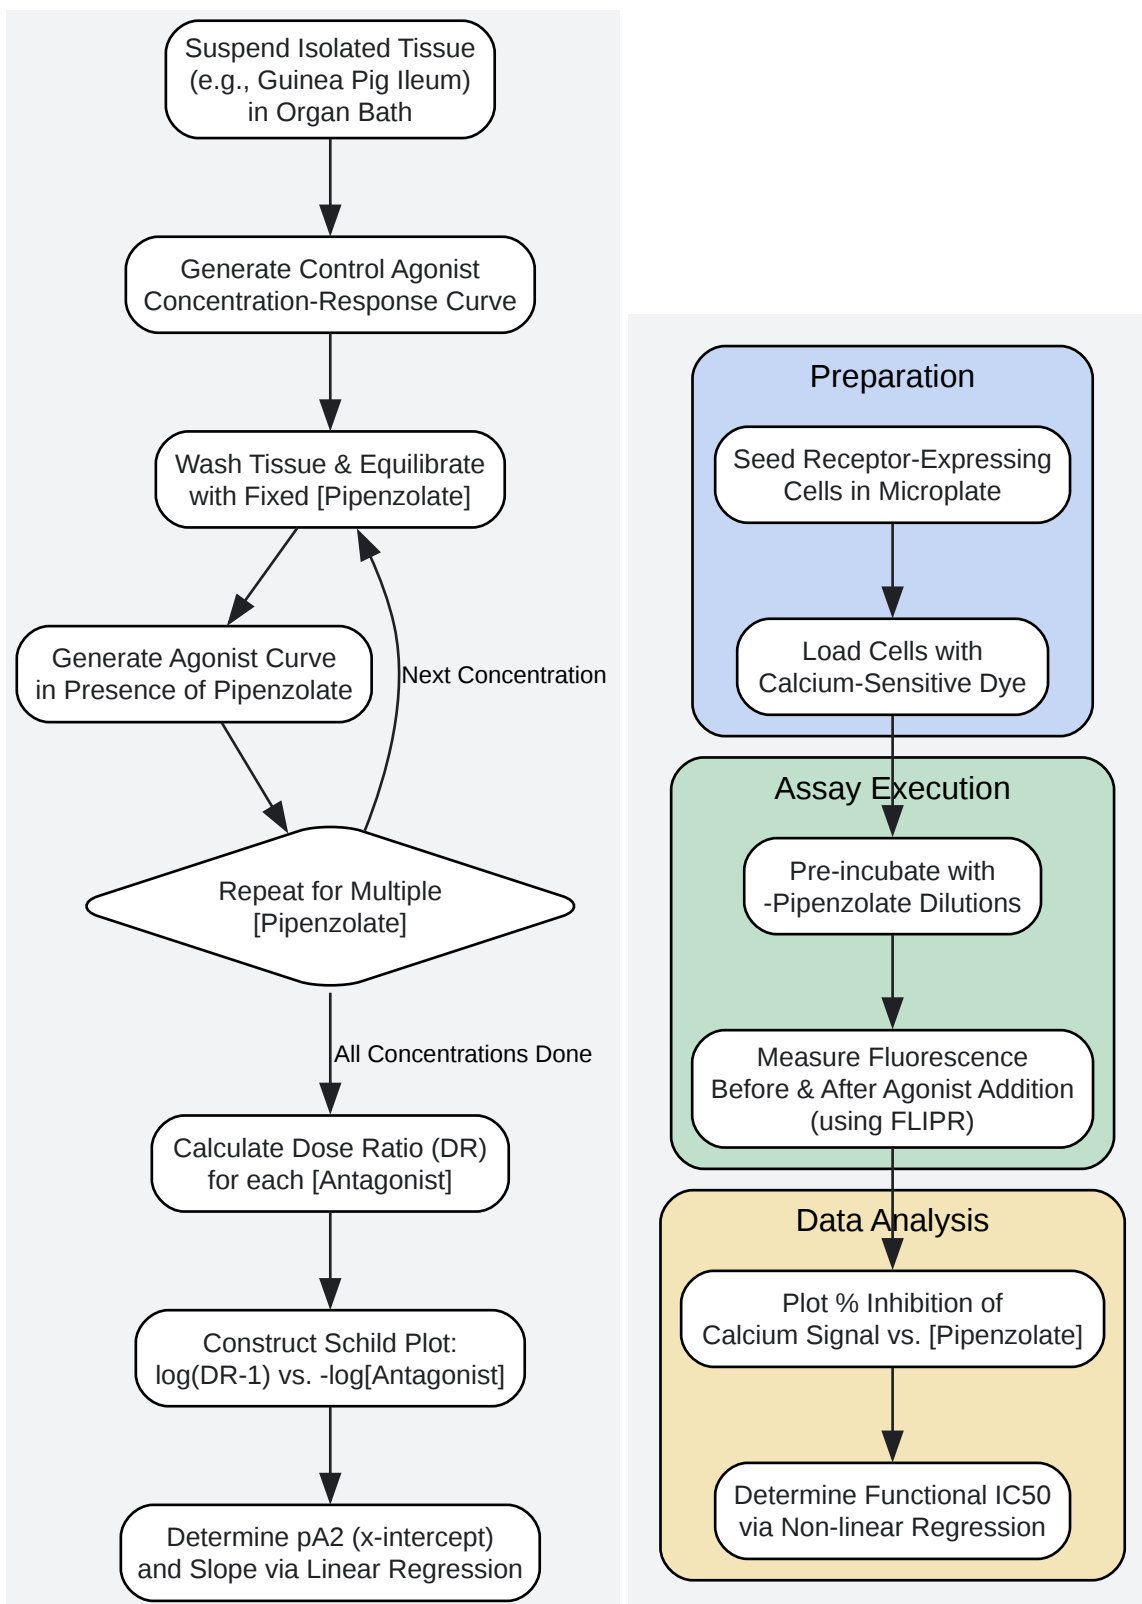 Suspend Isolated Tissue
(e.g., Guinea Pig Ileum)
in Organ Bath
Generate Control Agonist
Concentration-Response Curve
Wash Tissue & Equilibrate
with Fixed [Pipenzolate]
Generate Agonist Curve
in Presence of Pipenzolate
Next Concentration
Repeat for Multiple
[Pipenzolate]
All Concentrations Done
Calculate Dose Ratio (DR)
for each [Antagonist]
Construct Schild Plot:
log(DR-1) vs. -log[Antagonist]
Determine pA2 (x-intercept)
and Slope via Linear Regression
Preparation
Seed Receptor-Expressing
Cells in Microplate
Load Cells with
Calcium-Sensitive Dye
Assay Execution
Pre-incubate with
-Pipenzolate Dilutions
Measure Fluorescence
Before & After Agonist Addition
(using FLIPR)
Data Analysis
Plot % Inhibition of
Calcium Signal vs. [Pipenzolate]
Determine Functional IC50
via Non-linear Regression